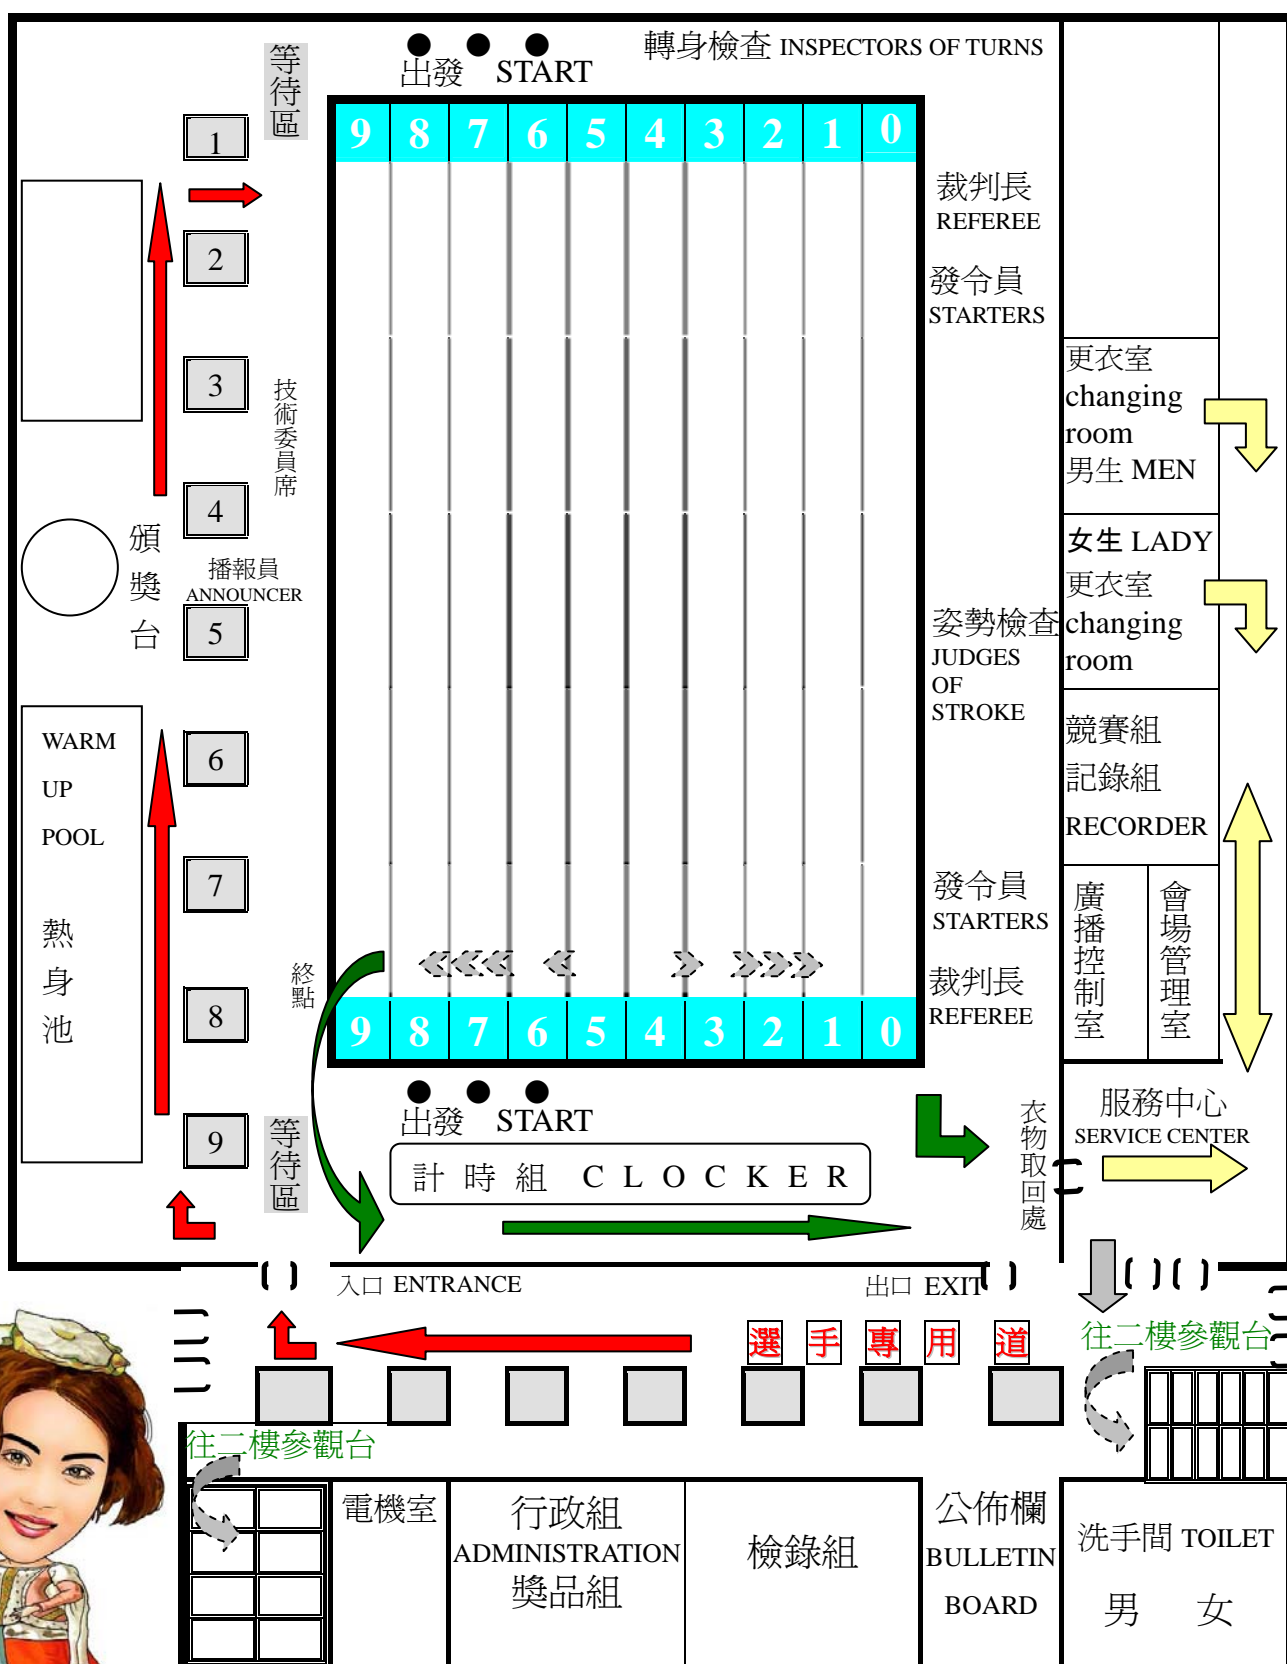 等待區
出發 START
轉身檢查 INSPECTORS OF TURNS
9 8 7 6 5 4 3 2 1 0
1
2
3
4
5
6
7
8
9
裁判長
REFEREE
發令員
STARTERS
技術委員席
頒獎台
播報員
ANNOUNCER
姿勢檢查
JUDGES
OF
STROKE
更衣室
changing
room
男生 MEN
女生 LADY
更衣室
changing
room
競賽組
記錄組
RECORDER
廣播控制室
會場管理室
WARM
UP
POOL
熱身池
發令員
STARTERS
裁判長
REFEREE
終點
9 8 7 6 5 4 3 2 1 0
出發 START
等待區
計時組 CLOCKER
衣物取回處
服務中心
SERVICE CENTER
入口 ENTRANCE
出口 EXIT
選手專用道
往二樓參觀台
往二樓參觀台
電機室
行政組
ADMINISTRATION
獎品組
檢錄組
公佈欄
BULLETIN
BOARD
洗手間 TOILET
男 女